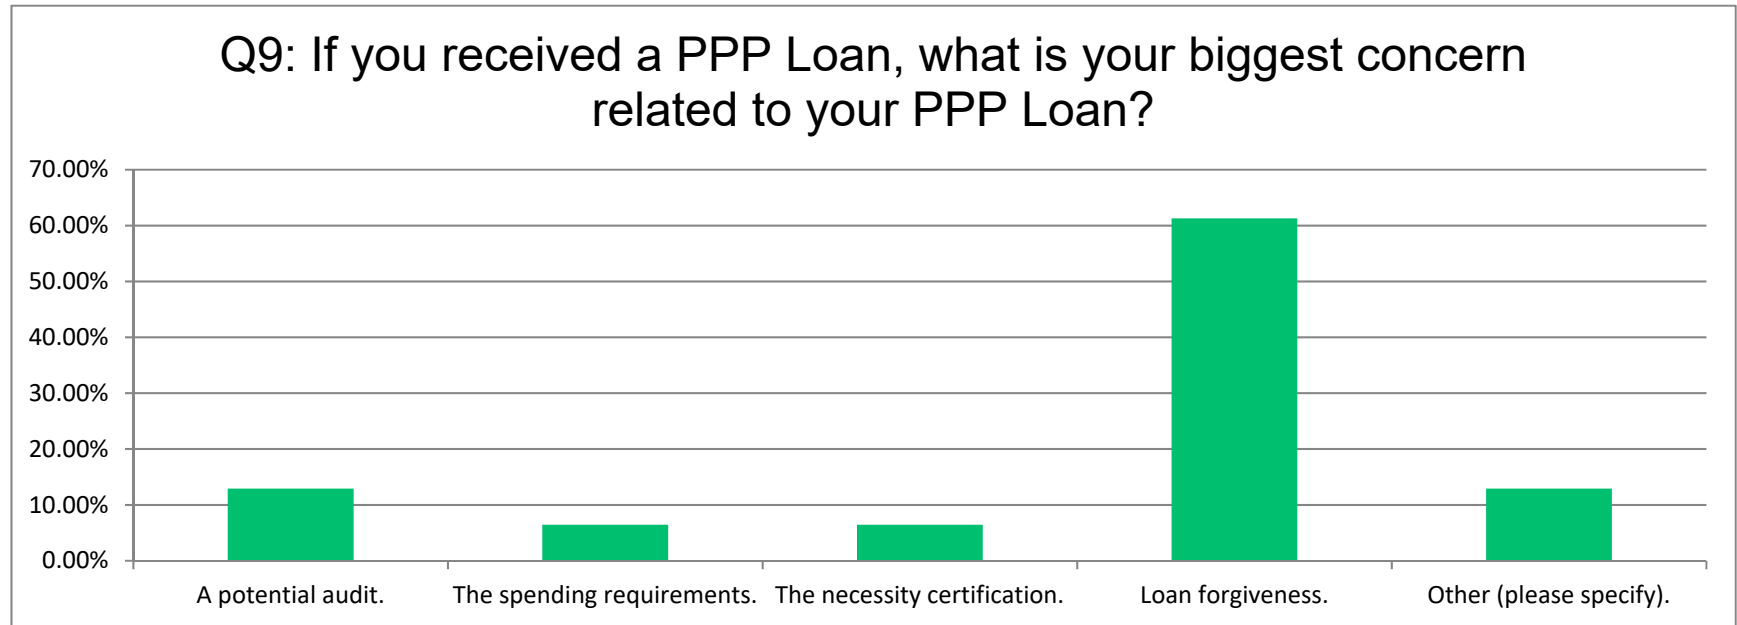 Q9: If you received a PPP Loan, what is your biggest concern
related to your PPP Loan?
70.00%
60.00%
50.00%
40.00%
30.00%
20.00%
10.00%
0.00%
A potential audit. The spending requirements. The necessity certification. Loan forgiveness. Other (please specify).